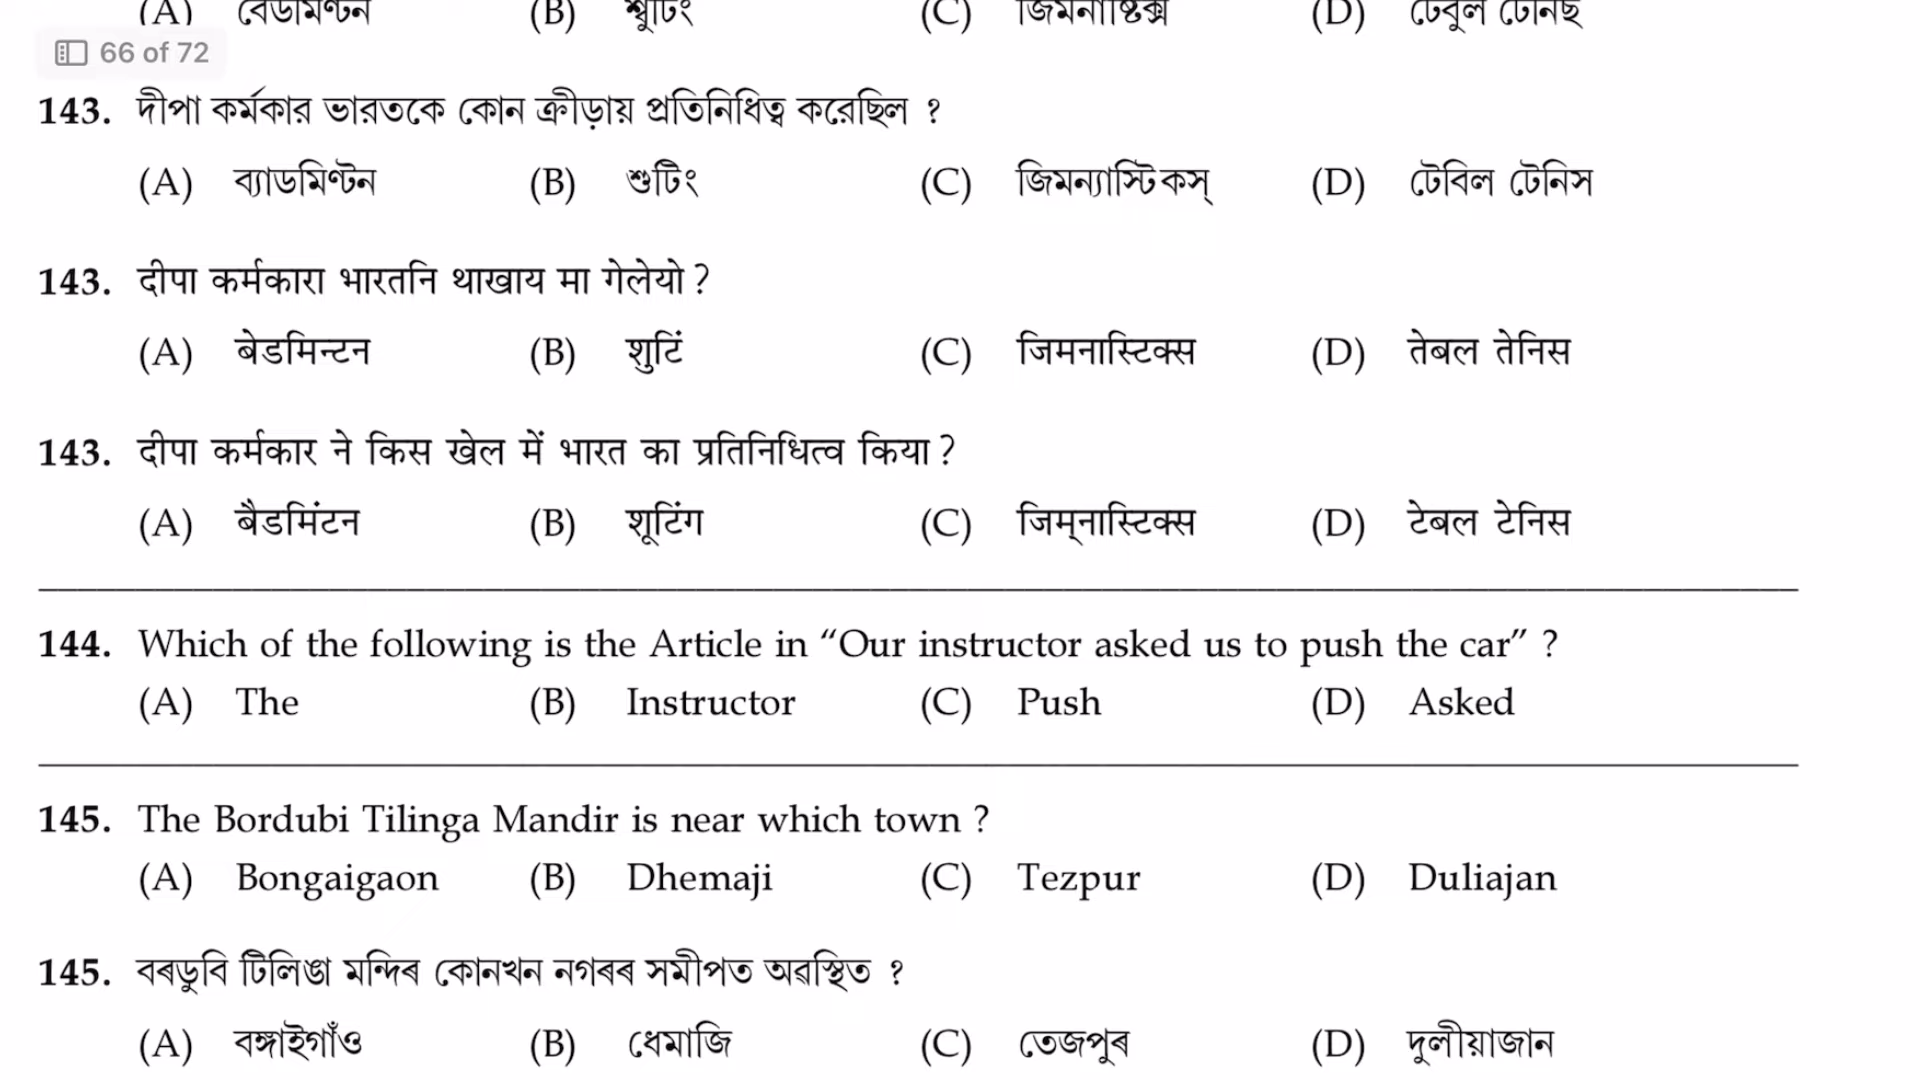 (A) বেডমিণ্টন (B) শ্বুটিং (C) জিমনাষ্টিক্স (D) টেবুল টেনিছ
66 of 72
143. দীপা কর্মকার ভারতকে কোন ক্রীড়ায় প্রতিনিধিত্ব করেছিল ?
(A) ব্যাডমিণ্টন (B) শুটিং (C) জিমন্যাস্টিকস্ (D) টেবিল টেনিস
143. दीपा कर्मकारा भारतनि थाखाय मा गेलेयो ?
(A) बेडमिन्टन (B) शुटिं (C) जिमनास्टिक्स (D) तेबल तेनिस
143. दीपा कर्मकार ने किस खेल में भारत का प्रतिनिधित्व किया ?
(A) बैडमिंटन (B) शूटिंग (C) जिम्‌नास्टिक्स (D) टेबल टेनिस
144. Which of the following is the Article in “Our instructor asked us to push the car” ?
(A) The (B) Instructor (C) Push (D) Asked
145. The Bordubi Tilinga Mandir is near which town ?
(A) Bongaigaon (B) Dhemaji (C) Tezpur (D) Duliajan
145. বৰডুবি টিলিঙা মন্দিৰ কোনখন নগৰৰ সমীপত অৱস্থিত ?
(A) বঙ্গাইগাঁও (B) ধেমাজি (C) তেজপুৰ (D) দুলীয়াজান